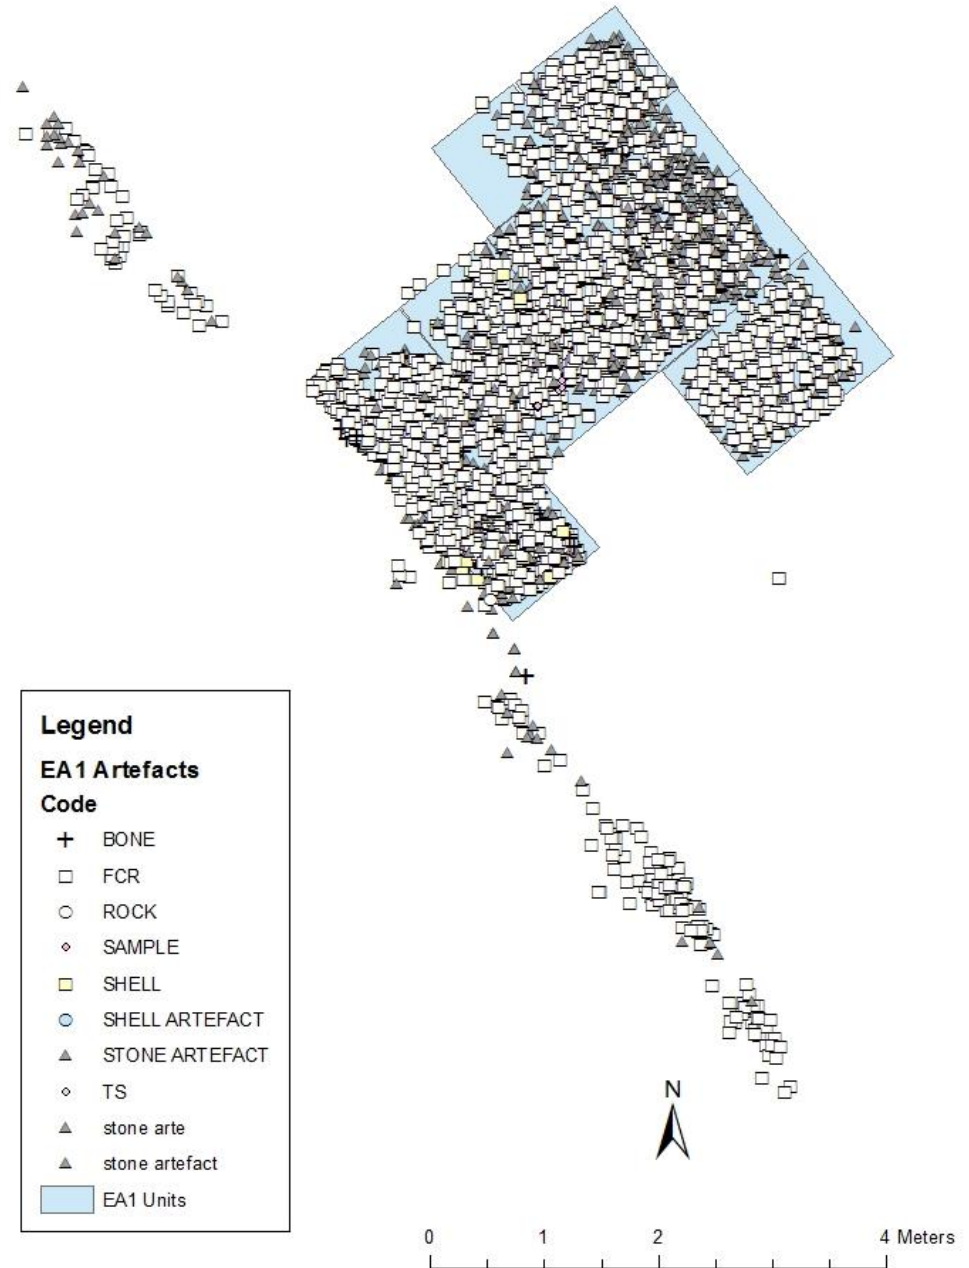 Legend
EA1 Artefacts
Code
BONE
FCR
ROCK
SAMPLE
SHELL
SHELL ARTEFACT
STONE ARTEFACT
TS
stone arte
stone artefact
EA1 Units
N
0 1 2 4 Meters